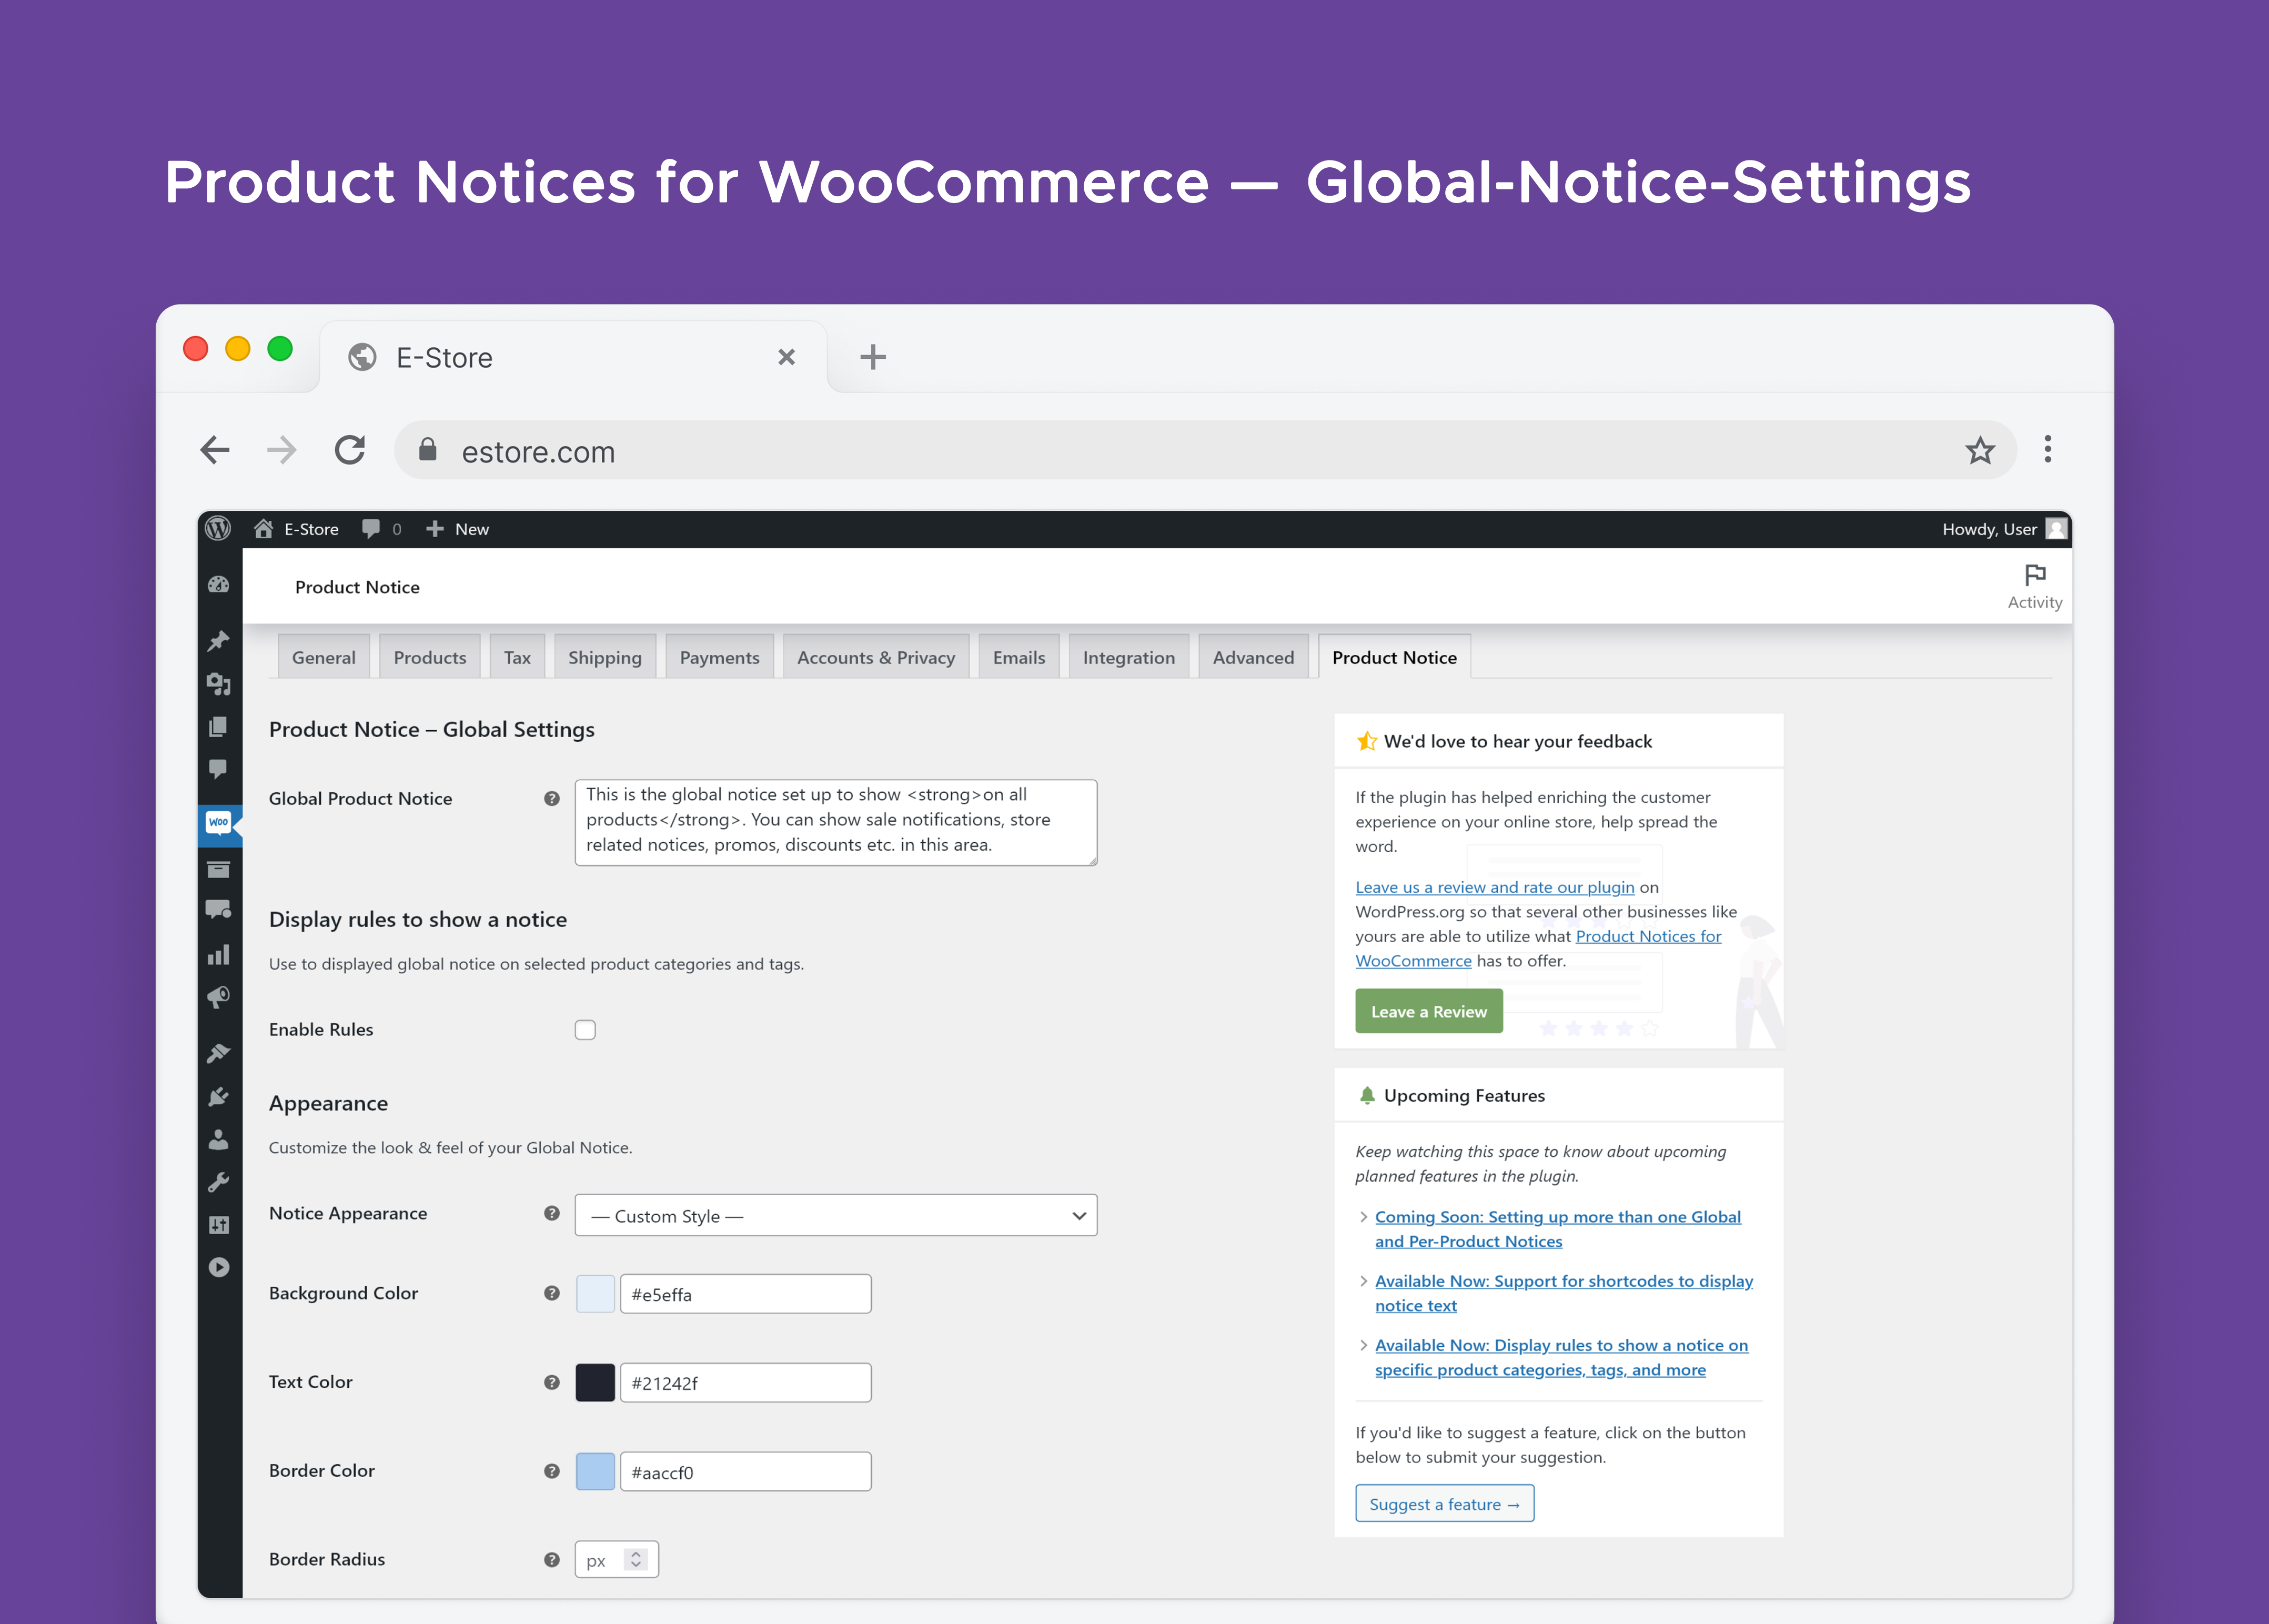 Product Notices for WooCommerce — Global-Notice-Settings
E-Store
estore.com
E-Store 0 New Howdy, User
Product Notice
Activity
General Products Tax Shipping Payments Accounts & Privacy Emails Integration Advanced Product Notice
Woo
Product Notice – Global Settings
Global Product Notice
This is the global notice set up to show <strong>on all
products</strong>. You can show sale notifications, store
related notices, promos, discounts etc. in this area.
Display rules to show a notice
Use to displayed global notice on selected product categories and tags.
Enable Rules
Appearance
Customize the look & feel of your Global Notice.
Notice Appearance
— Custom Style —
Background Color
#e5effa
Text Color
#21242f
Border Color
#aaccf0
Border Radius
px
We'd love to hear your feedback
If the plugin has helped enriching the customer
experience on your online store, help spread the
word.
Leave us a review and rate our plugin on
WordPress.org so that several other businesses like
yours are able to utilize what Product Notices for
WooCommerce has to offer.
Leave a Review
Upcoming Features
Keep watching this space to know about upcoming
planned features in the plugin.
Coming Soon: Setting up more than one Global
and Per-Product Notices
Available Now: Support for shortcodes to display
notice text
Available Now: Display rules to show a notice on
specific product categories, tags, and more
If you'd like to suggest a feature, click on the button
below to submit your suggestion.
Suggest a feature →